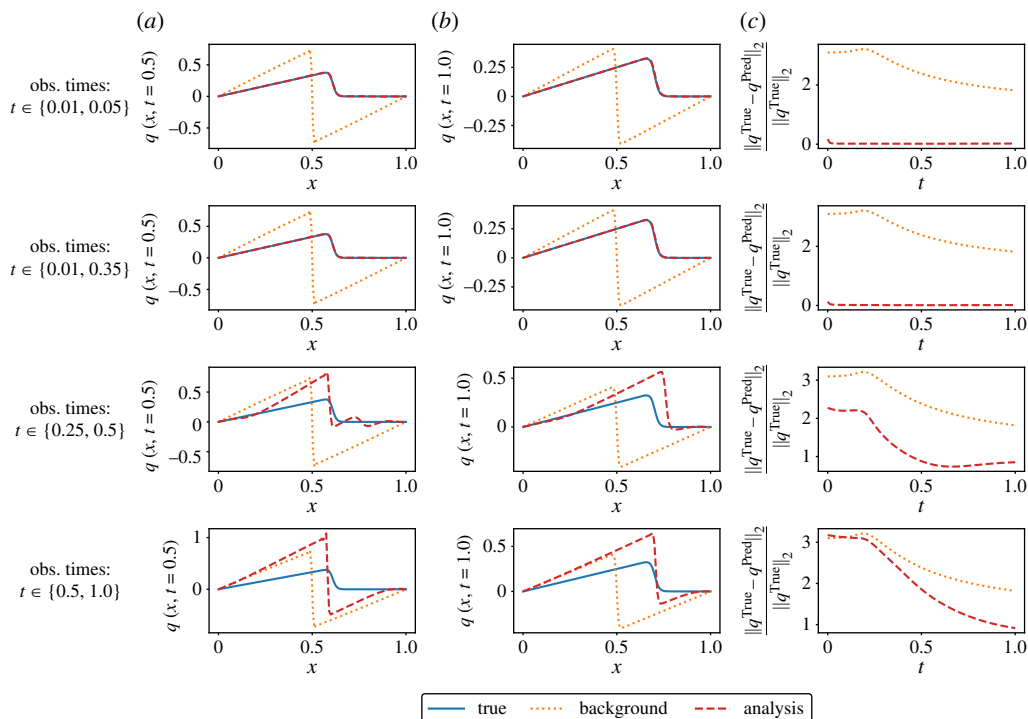 (a) (b) (c)
obs. times:
t ∈ {0.01, 0.05}
q (x, t = 0.5)
0.5
0
−0.5
0 0.5 1.0
x
q (x, t = 1.0)
0.25
0
−0.25
0 0.5 1.0
x
||q^True − q^Pred||_2
||q^True||_2
2
0
0 0.5 1.0
t
obs. times:
t ∈ {0.01, 0.35}
q (x, t = 0.5)
0.5
0
−0.5
0 0.5 1.0
x
q (x, t = 1.0)
0.25
0
−0.25
0 0.5 1.0
x
||q^True − q^Pred||_2
||q^True||_2
2
0
0 0.5 1.0
t
obs. times:
t ∈ {0.25, 0.5}
q (x, t = 0.5)
0.5
0
−0.5
0 0.5 1.0
x
q (x, t = 1.0)
0.5
0
0 0.5 1.0
x
||q^True − q^Pred||_2
||q^True||_2
3
2
1
0 0.5 1.0
t
obs. times:
t ∈ {0.5, 1.0}
q (x, t = 0.5)
1
0
0 0.5 1.0
x
q (x, t = 1.0)
0.5
0
0 0.5 1.0
x
||q^True − q^Pred||_2
||q^True||_2
3
2
1
0 0.5 1.0
t
true background analysis